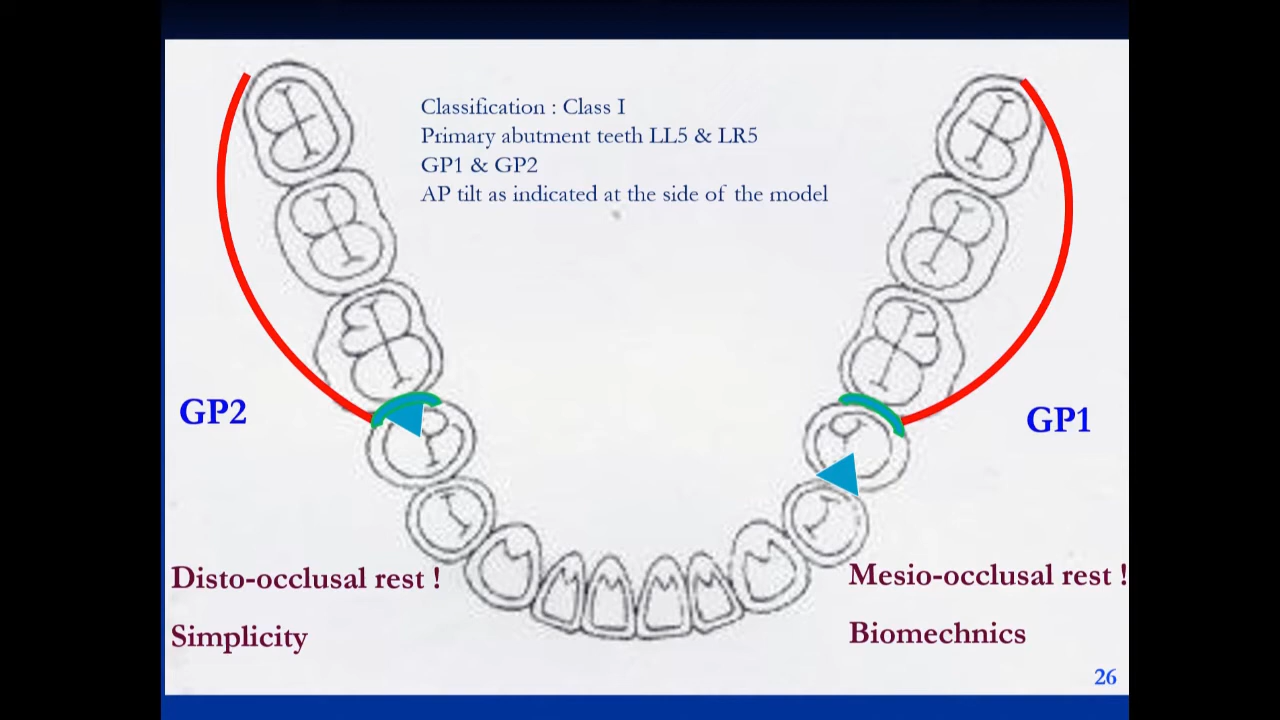 Classification : Class I
Primary abutment teeth LL5 & LR5
GP1 & GP2
AP tilt as indicated at the side of the model
GP2
GP1
Disto-occlusal rest !
Simplicity
Mesio-occlusal rest !
Biomechnics
26